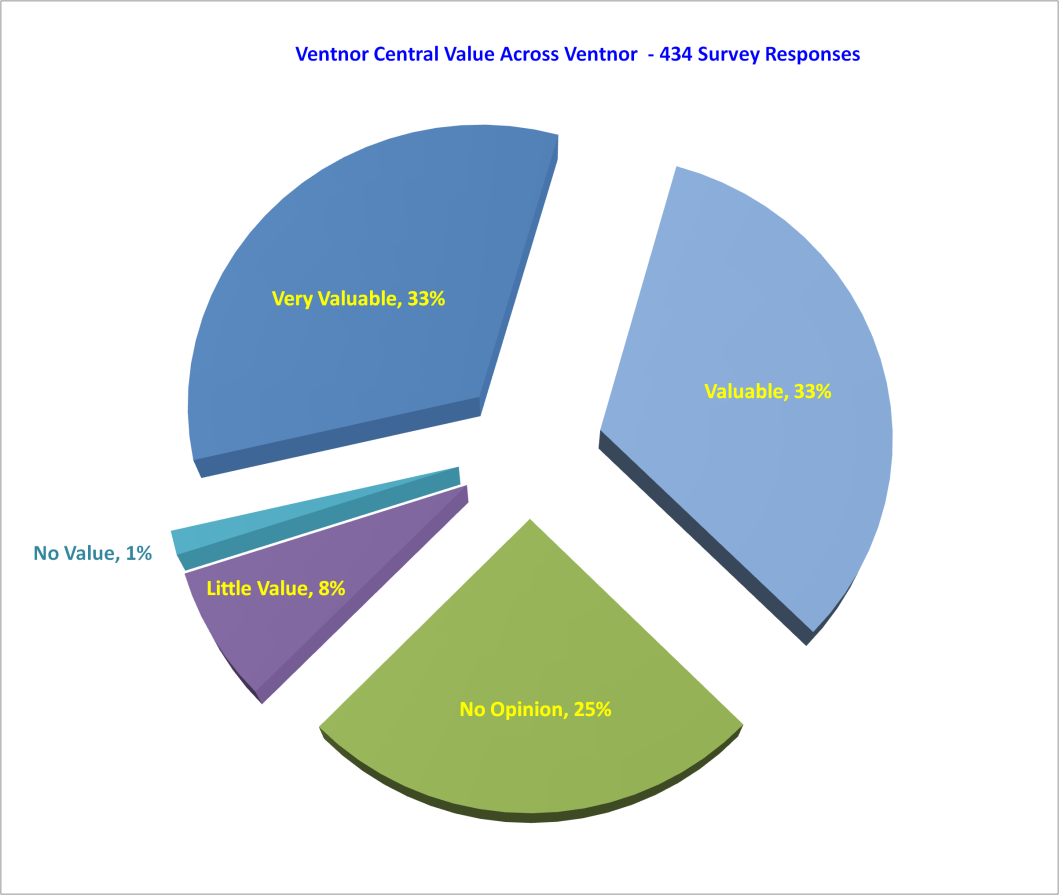 Ventnor Central Value Across Ventnor  - 434 Survey Responses
Very Valuable, 33%
Valuable, 33%
No Value, 1%
Little Value, 8%
No Opinion, 25%